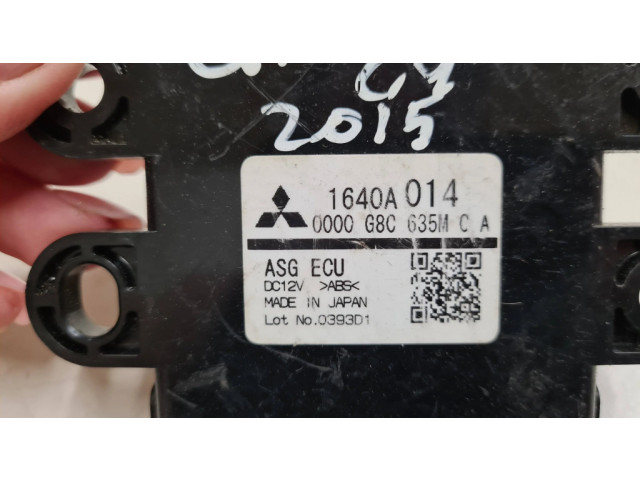 2015
1640A 014
0000 G8C 635M C A
ASG ECU
DC12V >ABS<
MADE IN JAPAN
Lot No.0393D1